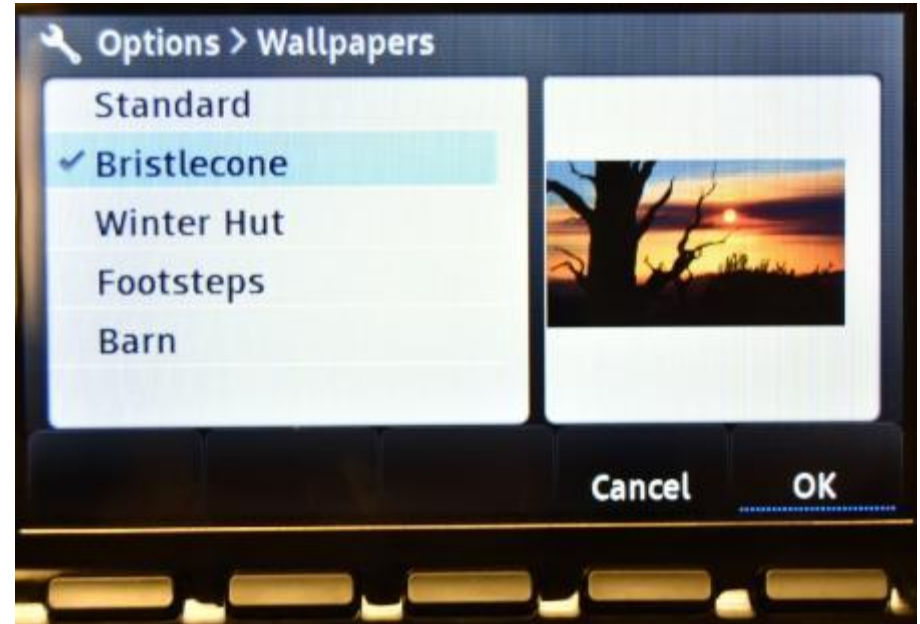 Options > Wallpapers
Standard
Bristlecone
Winter Hut
Footsteps
Barn
Cancel OK